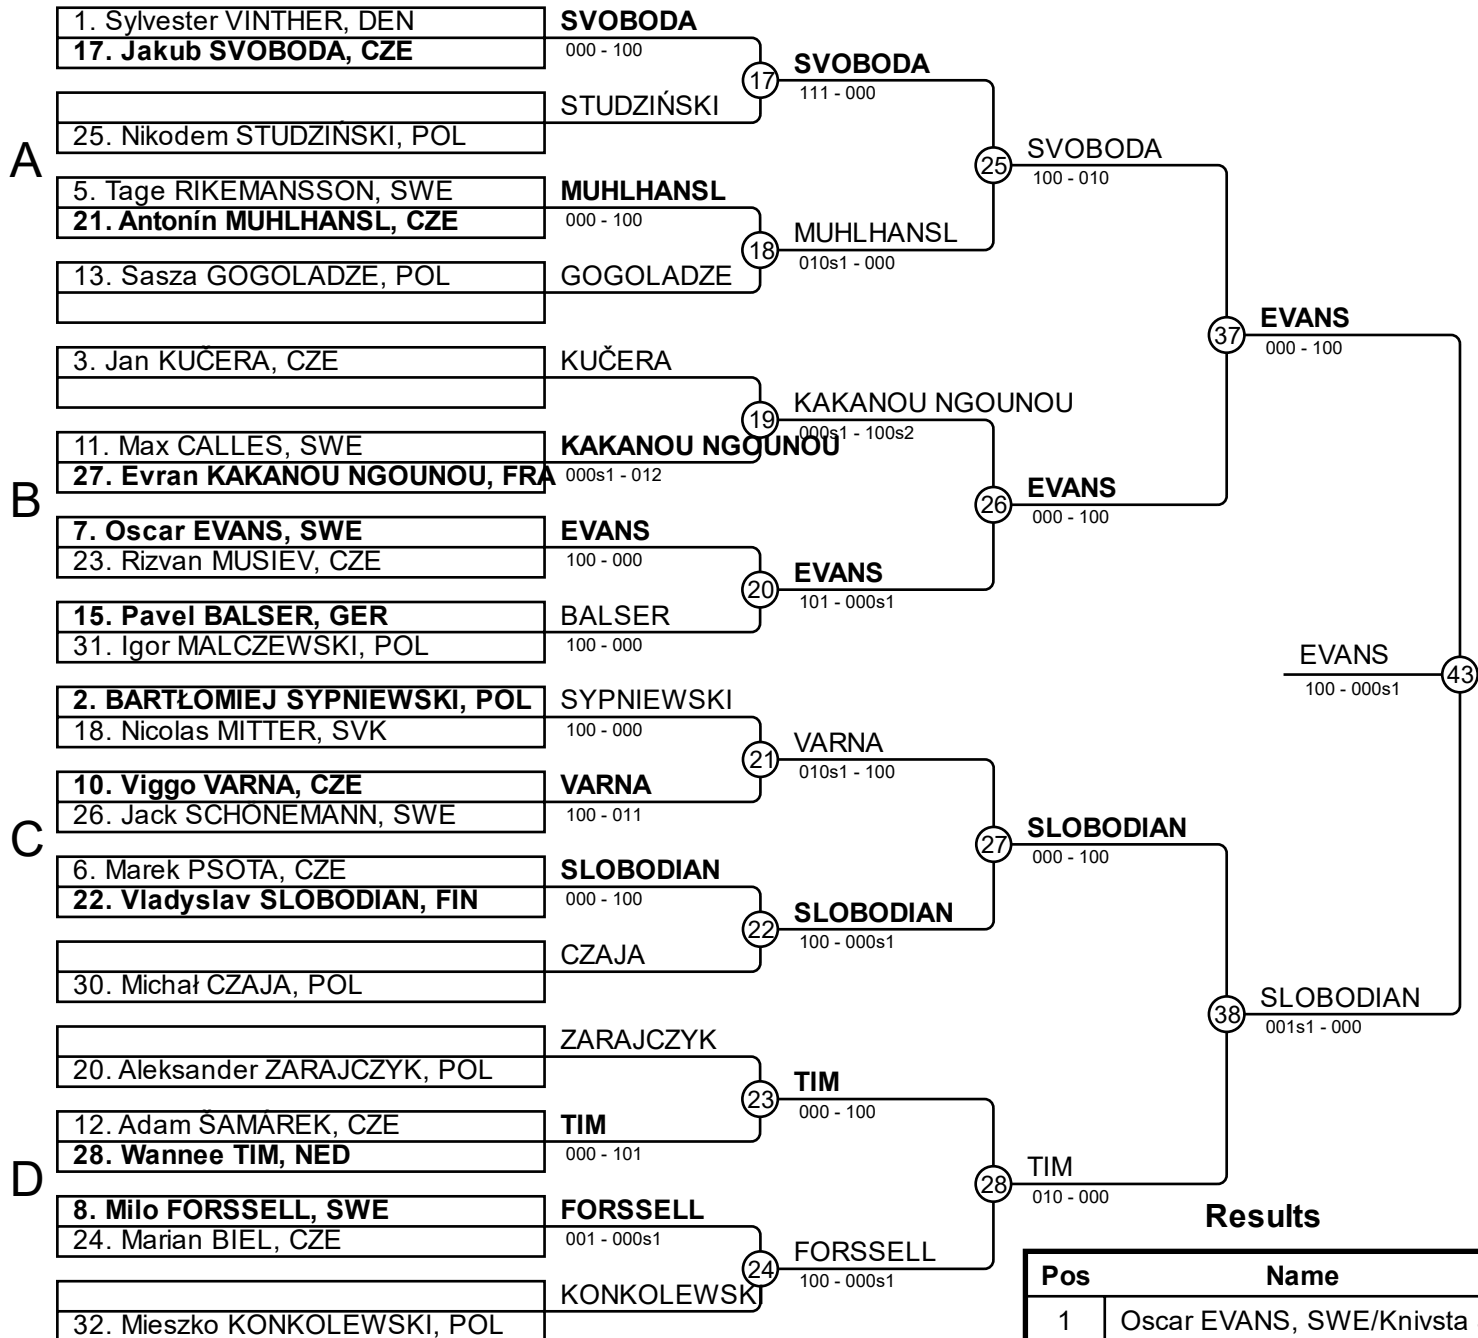 1. Sylvester VINTHER, DEN
17. Jakub SVOBODA, CZE
SVOBODA
000 - 100
25. Nikodem STUDZIŃSKI, POL
STUDZIŃSKI
17
SVOBODA
111 - 000
A
5. Tage RIKEMANSSON, SWE
21. Antonín MUHLHANSL, CZE
MUHLHANSL
000 - 100
13. Sasza GOGOLADZE, POL
GOGOLADZE
18
MUHLHANSL
010s1 - 000
25
SVOBODA
100 - 010
3. Jan KUČERA, CZE
KUČERA
11. Max CALLES, SWE
27. Evran KAKANOU NGOUNOU, FRA
KAKANOU NGOUNOU
000s1 - 012
19
KAKANOU NGOUNOU
000s1 - 100s2
B
7. Oscar EVANS, SWE
23. Rizvan MUSIEV, CZE
EVANS
100 - 000
15. Pavel BALSER, GER
31. Igor MALCZEWSKI, POL
BALSER
100 - 000
20
EVANS
101 - 000s1
26
EVANS
000 - 100
37
EVANS
000 - 100
2. BARTŁOMIEJ SYPNIEWSKI, POL
18. Nicolas MITTER, SVK
SYPNIEWSKI
100 - 000
10. Viggo VARNA, CZE
26. Jack SCHÖNEMANN, SWE
VARNA
100 - 011
21
VARNA
010s1 - 100
C
6. Marek PSOTA, CZE
22. Vladyslav SLOBODIAN, FIN
SLOBODIAN
000 - 100
30. Michał CZAJA, POL
CZAJA
22
SLOBODIAN
100 - 000s1
27
SLOBODIAN
000 - 100
20. Aleksander ZARAJCZYK, POL
ZARAJCZYK
12. Adam ŠAMÁREK, CZE
28. Wannee TIM, NED
TIM
000 - 101
23
TIM
000 - 100
D
8. Milo FORSSELL, SWE
24. Marian BIEL, CZE
FORSSELL
001 - 000s1
32. Mieszko KONKOLEWSKI, POL
KONKOLEWSKI
24
FORSSELL
100 - 000s1
28
TIM
010 - 000
38
SLOBODIAN
001s1 - 000
EVANS
100 - 000s1
43
Results
Pos Name
1 Oscar EVANS, SWE/Knivsta